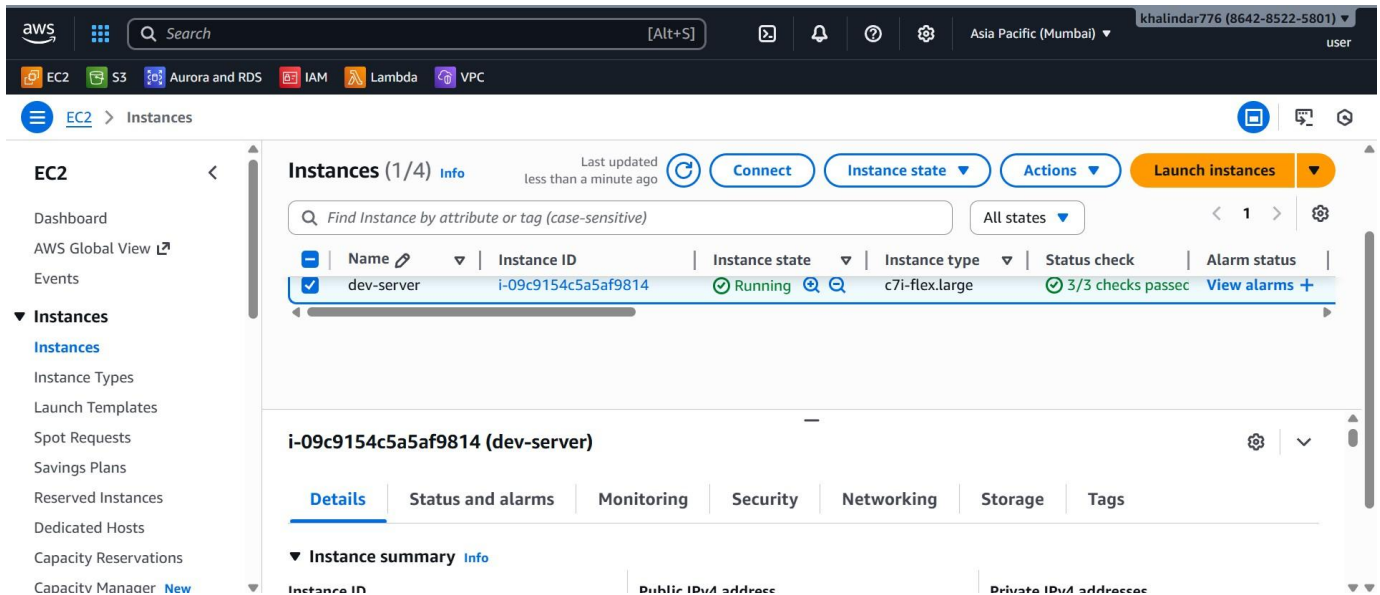 aws
Search [Alt+S]
Asia Pacific (Mumbai) ▼
khalindar776 (8642-8522-5801) ▼
user
EC2 S3 Aurora and RDS IAM Lambda VPC
EC2 > Instances
EC2
Dashboard
AWS Global View
Events
▼ Instances
Instances
Instance Types
Launch Templates
Spot Requests
Savings Plans
Reserved Instances
Dedicated Hosts
Capacity Reservations
Capacity Manager New
Instances (1/4) Info
Last updated
less than a minute ago
Connect Instance state ▼ Actions ▼ Launch instances ▼
Find Instance by attribute or tag (case-sensitive) All states ▼ < 1 >
Name Instance ID Instance state Instance type Status check Alarm status
dev-server i-09c9154c5a5af9814 Running c7i-flex.large 3/3 checks passec View alarms +
i-09c9154c5a5af9814 (dev-server)
Details Status and alarms Monitoring Security Networking Storage Tags
▼ Instance summary Info
Instance ID Public IPv4 address Private IPv4 addresses